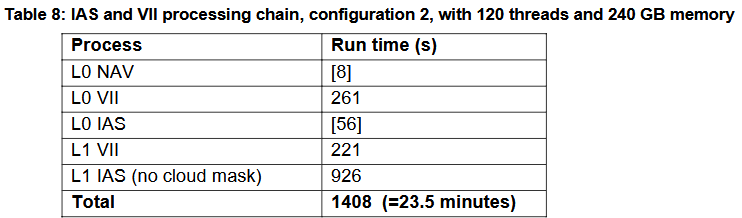 Table 8: IAS and VII processing chain, configuration 2, with 120 threads and 240 GB memory
Process Run time (s)
L0 NAV [8]
L0 VII 261
L0 IAS [56]
L1 VII 221
L1 IAS (no cloud mask) 926
Total 1408 (=23.5 minutes)